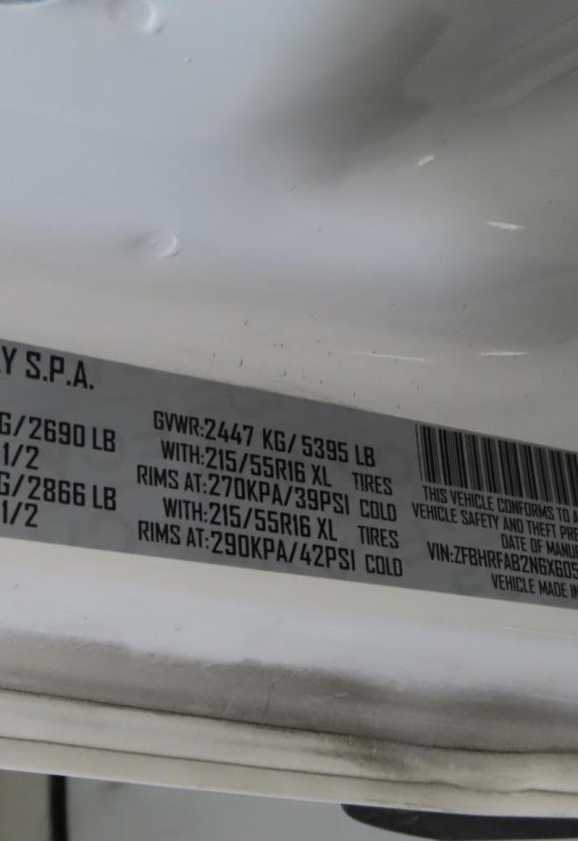 Y S.P.A.
G/2690 LB
1/2
G/2866 LB
1/2
GVWR:2447 KG/ 5395 LB
WITH:215/55R16 XL TIRES
RIMS AT:270KPA/39PSI COLD
WITH:215/55R16 XL TIRES
RIMS AT:290KPA/42PSI COLD
THIS VEHICLE CONFORMS TO A
VEHICLE SAFETY AND THEFT PRE
DATE OF MANU
VIN:ZFBHRFAB2N6X605
VEHICLE MADE IN